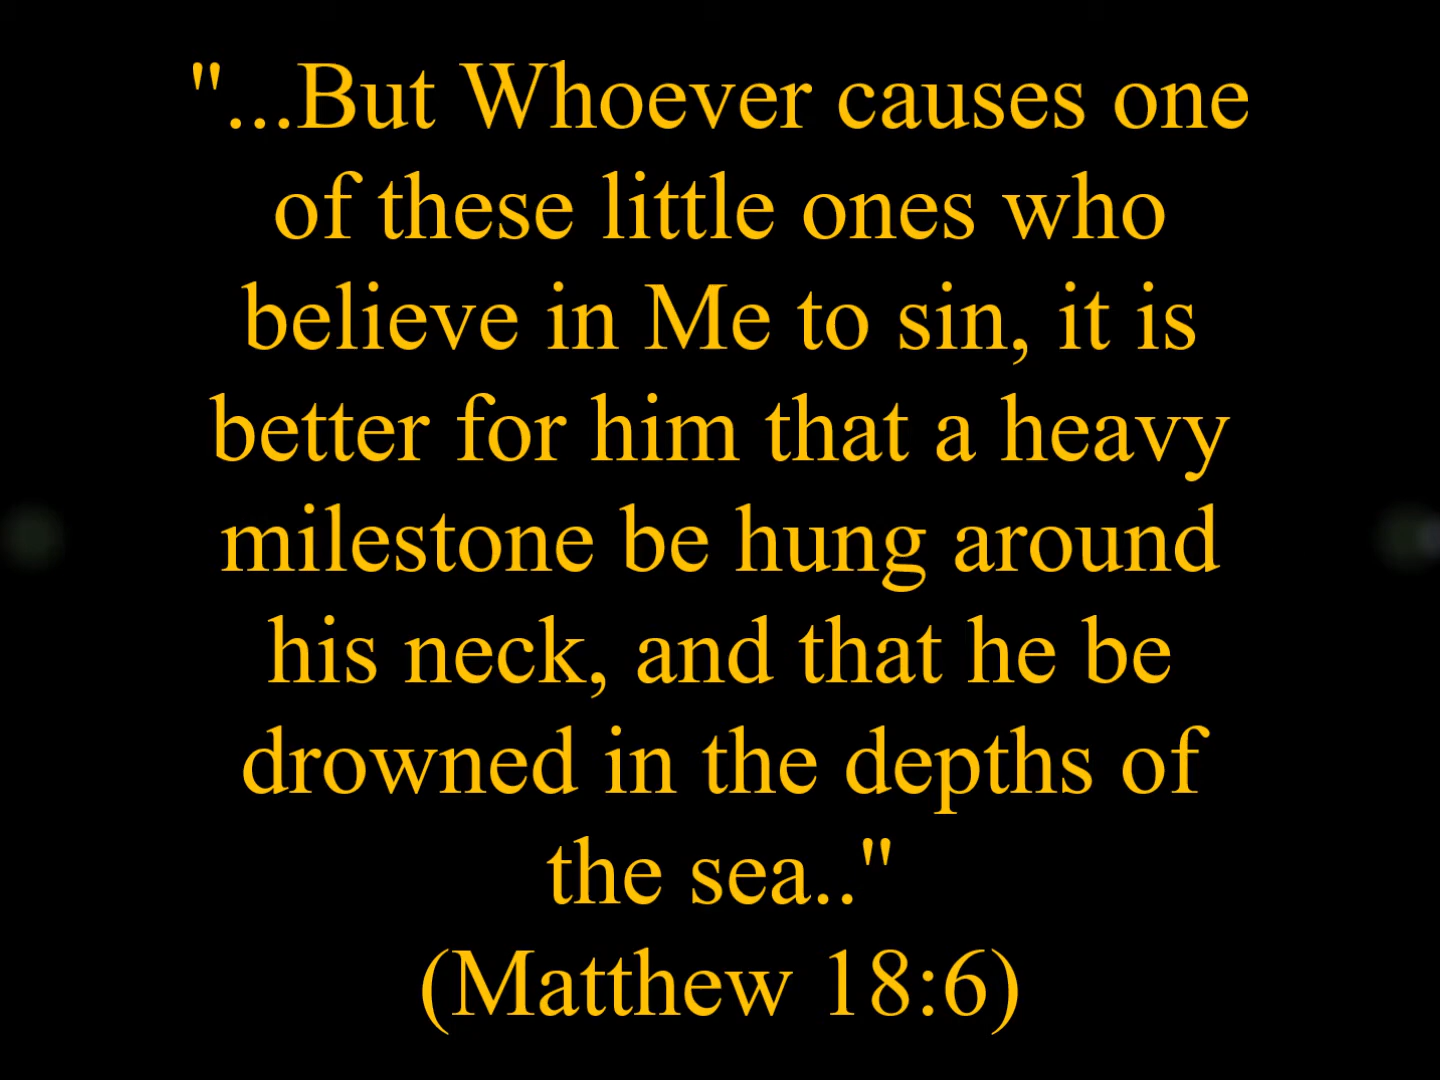 "...But Whoever causes one
of these little ones who
believe in Me to sin, it is
better for him that a heavy
milestone be hung around
his neck, and that he be
drowned in the depths of
the sea.."
(Matthew 18:6)